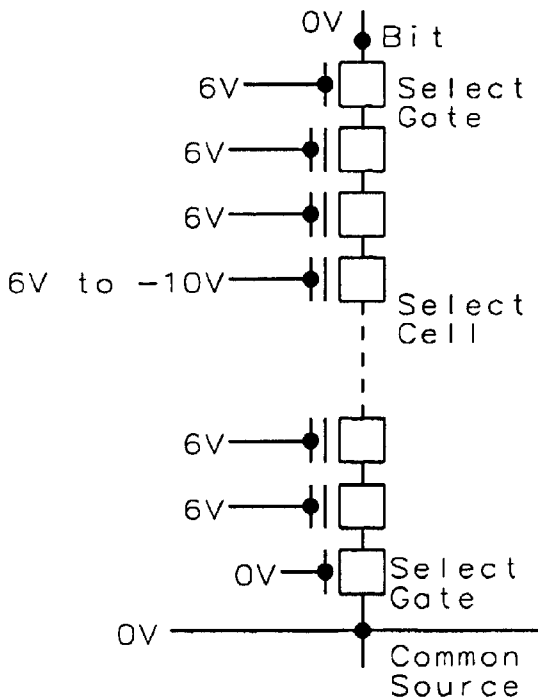 0V
Bit
6V
Select
Gate
6V
6V
6V to -10V
Select
Cell
6V
6V
0V
Select
Gate
0V
Common
Source